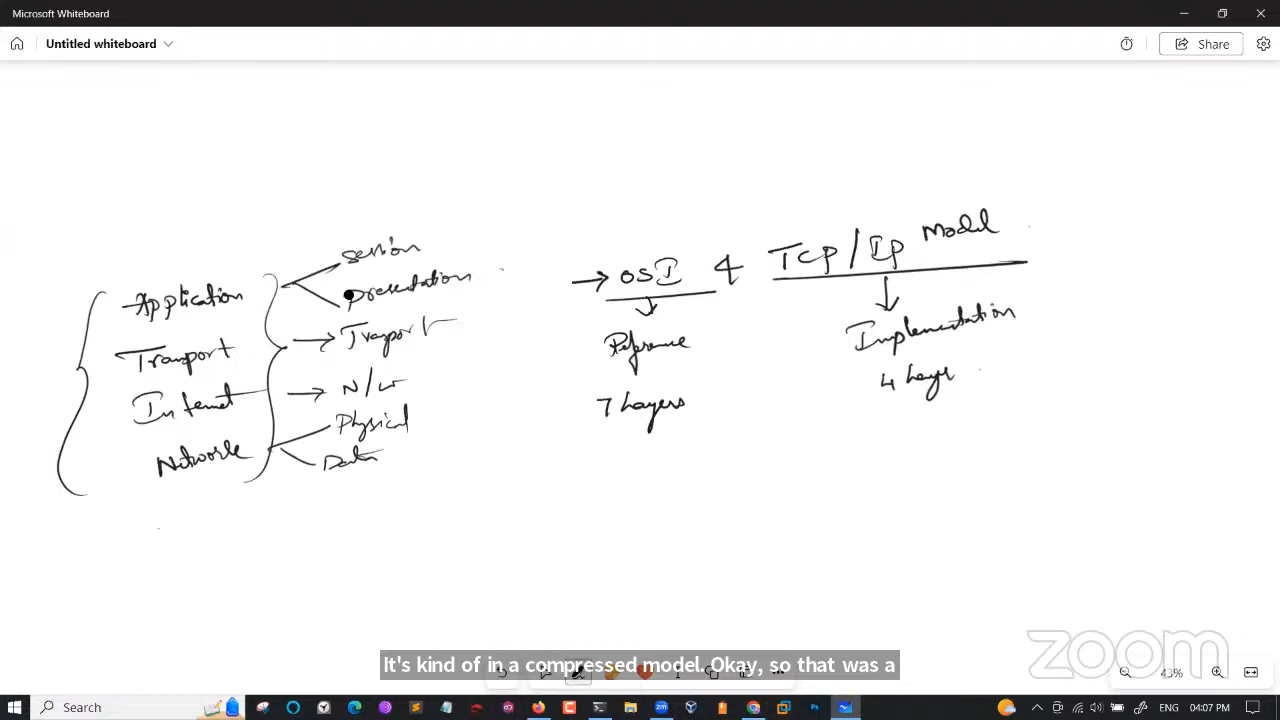 Microsoft Whiteboard
Untitled whiteboard
Share
Application
Transport
Internet
Network
session
presentation
Transport
N/W
Physical
Data
→ OSI & TCP/IP Model
Reference
7 Layers
Implementation
4 Layer
It's kind of in a compressed model. Okay, so that was a
zoom
43%
Search
ENG
04:07 PM